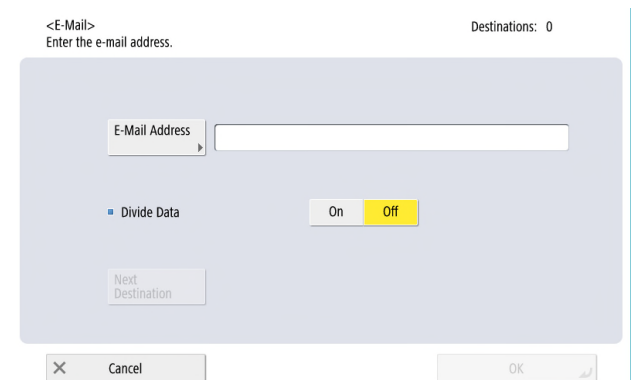 <E-Mail>
Destinations: 0
Enter the e-mail address.
E-Mail Address
Divide Data
On
Off
Next
Destination
Cancel
OK